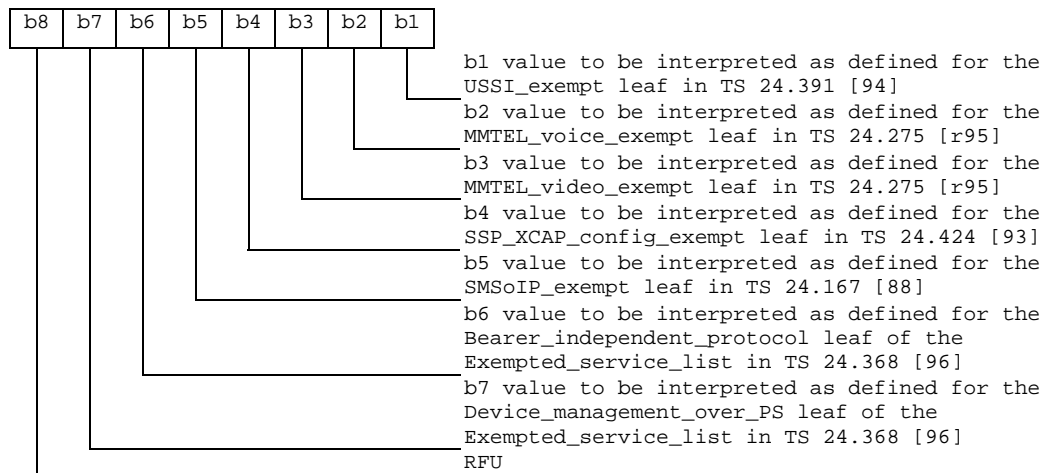 b8 b7 b6 b5 b4 b3 b2 b1
b1 value to be interpreted as defined for the
USSI_exempt leaf in TS 24.391 [94]
b2 value to be interpreted as defined for the
MMTEL_voice_exempt leaf in TS 24.275 [r95]
b3 value to be interpreted as defined for the
MMTEL_video_exempt leaf in TS 24.275 [r95]
b4 value to be interpreted as defined for the
SSP_XCAP_config_exempt leaf in TS 24.424 [93]
b5 value to be interpreted as defined for the
SMSoIP_exempt leaf in TS 24.167 [88]
b6 value to be interpreted as defined for the
Bearer_independent_protocol leaf of the
Exempted_service_list in TS 24.368 [96]
b7 value to be interpreted as defined for the
Device_management_over_PS leaf of the
Exempted_service_list in TS 24.368 [96]
RFU